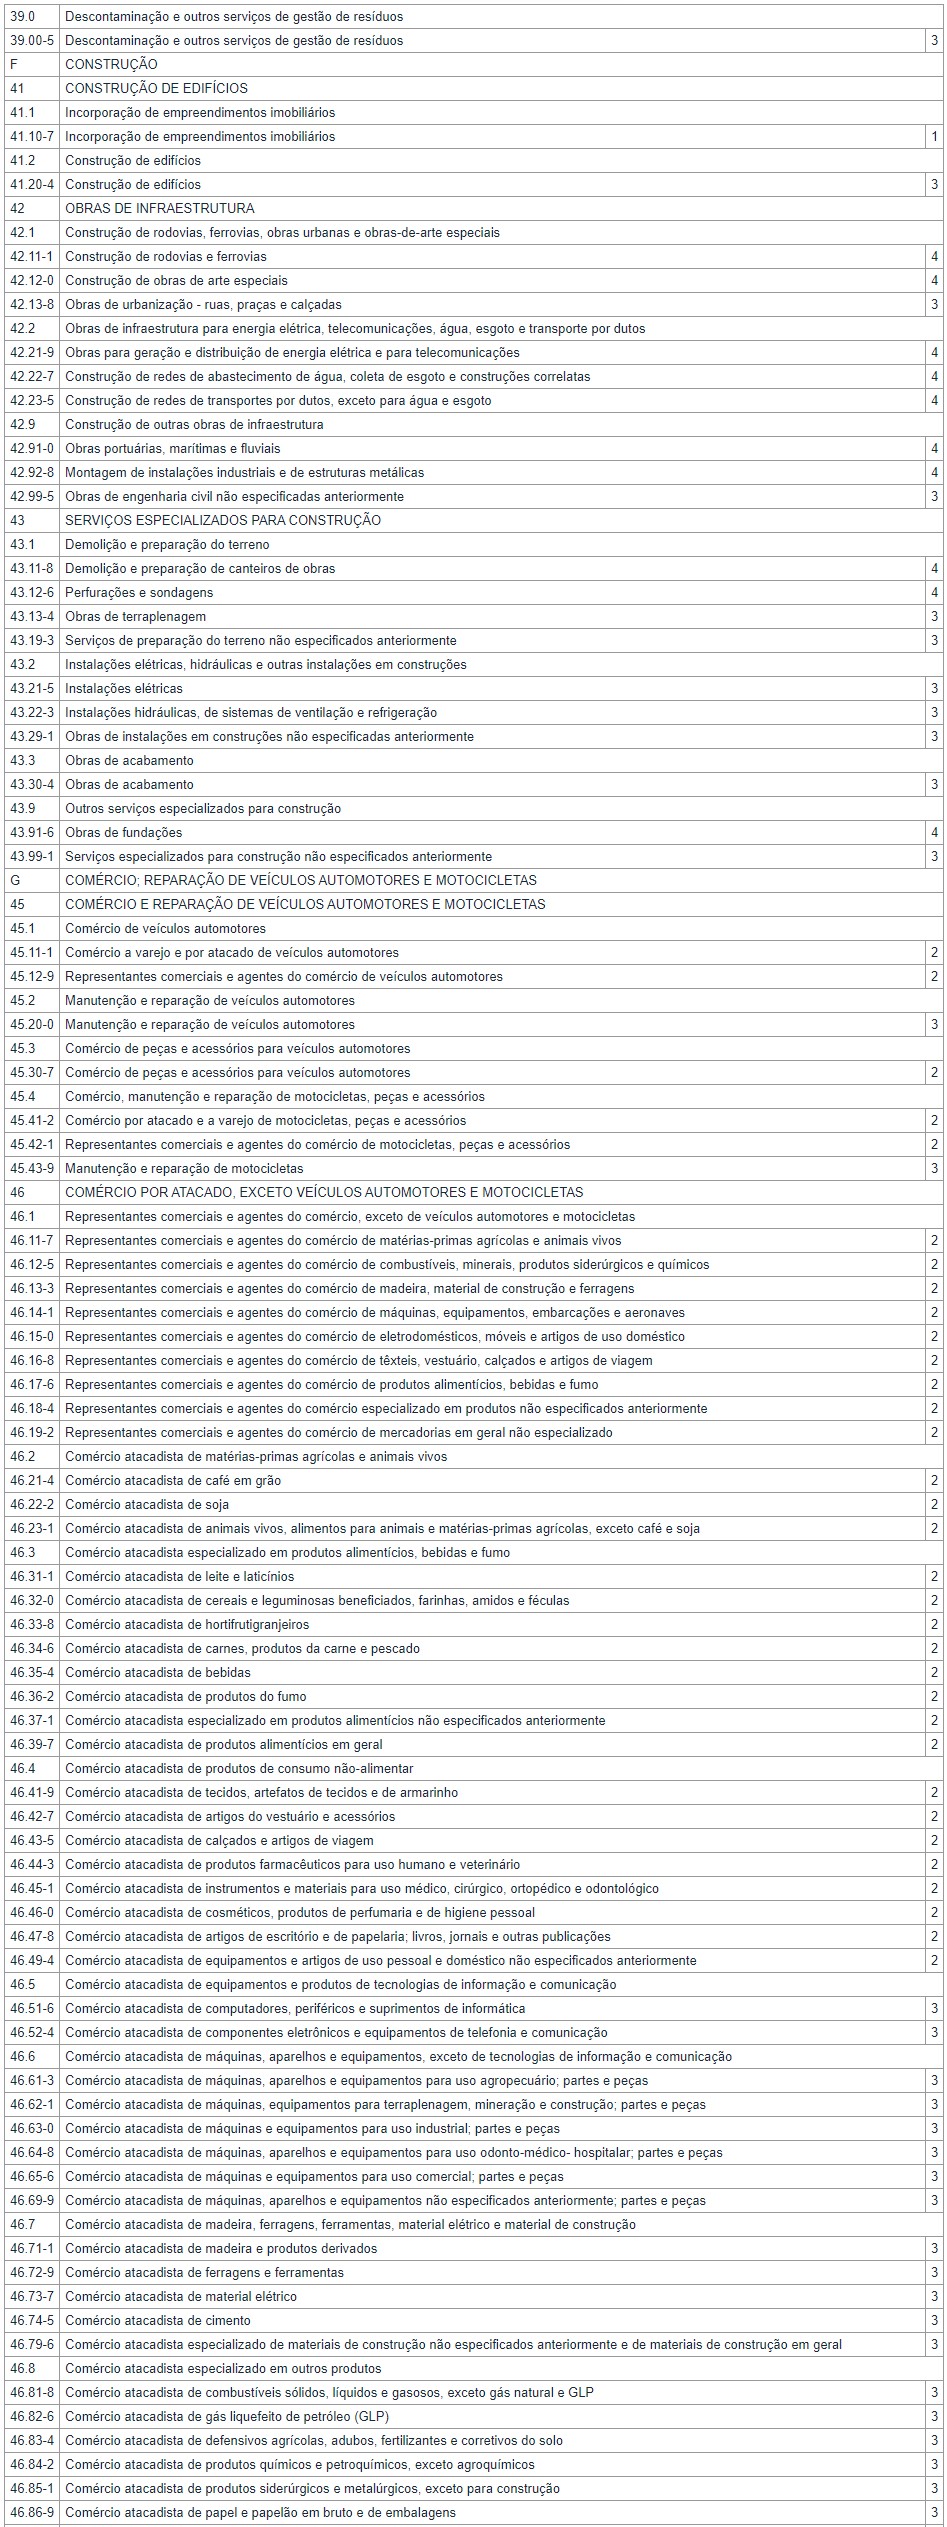 39.0 Descontaminação e outros serviços de gestão de resíduos
39.00-5 Descontaminação e outros serviços de gestão de resíduos 3
F CONSTRUÇÃO
41 CONSTRUÇÃO DE EDIFÍCIOS
41.1 Incorporação de empreendimentos imobiliários
41.10-7 Incorporação de empreendimentos imobiliários 1
41.2 Construção de edifícios
41.20-4 Construção de edifícios 3
42 OBRAS DE INFRAESTRUTURA
42.1 Construção de rodovias, ferrovias, obras urbanas e obras-de-arte especiais
42.11-1 Construção de rodovias e ferrovias 4
42.12-0 Construção de obras de arte especiais 4
42.13-8 Obras de urbanização - ruas, praças e calçadas 3
42.2 Obras de infraestrutura para energia elétrica, telecomunicações, água, esgoto e transporte por dutos
42.21-9 Obras para geração e distribuição de energia elétrica e para telecomunicações 4
42.22-7 Construção de redes de abastecimento de água, coleta de esgoto e construções correlatas 4
42.23-5 Construção de redes de transportes por dutos, exceto para água e esgoto 4
42.9 Construção de outras obras de infraestrutura
42.91-0 Obras portuárias, marítimas e fluviais 4
42.92-8 Montagem de instalações industriais e de estruturas metálicas 4
42.99-5 Obras de engenharia civil não especificadas anteriormente 3
43 SERVIÇOS ESPECIALIZADOS PARA CONSTRUÇÃO
43.1 Demolição e preparação do terreno
43.11-8 Demolição e preparação de canteiros de obras 4
43.12-6 Perfurações e sondagens 4
43.13-4 Obras de terraplenagem 3
43.19-3 Serviços de preparação do terreno não especificados anteriormente 3
43.2 Instalações elétricas, hidráulicas e outras instalações em construções
43.21-5 Instalações elétricas 3
43.22-3 Instalações hidráulicas, de sistemas de ventilação e refrigeração 3
43.29-1 Obras de instalações em construções não especificadas anteriormente 3
43.3 Obras de acabamento
43.30-4 Obras de acabamento 3
43.9 Outros serviços especializados para construção
43.91-6 Obras de fundações 4
43.99-1 Serviços especializados para construção não especificados anteriormente 3
G COMÉRCIO; REPARAÇÃO DE VEÍCULOS AUTOMOTORES E MOTOCICLETAS
45 COMÉRCIO E REPARAÇÃO DE VEÍCULOS AUTOMOTORES E MOTOCICLETAS
45.1 Comércio de veículos automotores
45.11-1 Comércio a varejo e por atacado de veículos automotores 2
45.12-9 Representantes comerciais e agentes do comércio de veículos automotores 2
45.2 Manutenção e reparação de veículos automotores
45.20-0 Manutenção e reparação de veículos automotores 3
45.3 Comércio de peças e acessórios para veículos automotores
45.30-7 Comércio de peças e acessórios para veículos automotores 2
45.4 Comércio, manutenção e reparação de motocicletas, peças e acessórios
45.41-2 Comércio por atacado e a varejo de motocicletas, peças e acessórios 2
45.42-1 Representantes comerciais e agentes do comércio de motocicletas, peças e acessórios 2
45.43-9 Manutenção e reparação de motocicletas 3
46 COMÉRCIO POR ATACADO, EXCETO VEÍCULOS AUTOMOTORES E MOTOCICLETAS
46.1 Representantes comerciais e agentes do comércio, exceto de veículos automotores e motocicletas
46.11-7 Representantes comerciais e agentes do comércio de matérias-primas agrícolas e animais vivos 2
46.12-5 Representantes comerciais e agentes do comércio de combustíveis, minerais, produtos siderúrgicos e químicos 2
46.13-3 Representantes comerciais e agentes do comércio de madeira, material de construção e ferragens 2
46.14-1 Representantes comerciais e agentes do comércio de máquinas, equipamentos, embarcações e aeronaves 2
46.15-0 Representantes comerciais e agentes do comércio de eletrodomésticos, móveis e artigos de uso doméstico 2
46.16-8 Representantes comerciais e agentes do comércio de têxteis, vestuário, calçados e artigos de viagem 2
46.17-6 Representantes comerciais e agentes do comércio de produtos alimentícios, bebidas e fumo 2
46.18-4 Representantes comerciais e agentes do comércio especializado em produtos não especificados anteriormente 2
46.19-2 Representantes comerciais e agentes do comércio de mercadorias em geral não especializado 2
46.2 Comércio atacadista de matérias-primas agrícolas e animais vivos
46.21-4 Comércio atacadista de café em grão 2
46.22-2 Comércio atacadista de soja 2
46.23-1 Comércio atacadista de animais vivos, alimentos para animais e matérias-primas agrícolas, exceto café e soja 2
46.3 Comércio atacadista especializado em produtos alimentícios, bebidas e fumo
46.31-1 Comércio atacadista de leite e laticínios 2
46.32-0 Comércio atacadista de cereais e leguminosas beneficiados, farinhas, amidos e féculas 2
46.33-8 Comércio atacadista de hortifrutigranjeiros 2
46.34-6 Comércio atacadista de carnes, produtos da carne e pescado 2
46.35-4 Comércio atacadista de bebidas 2
46.36-2 Comércio atacadista de produtos do fumo 2
46.37-1 Comércio atacadista especializado em produtos alimentícios não especificados anteriormente 2
46.39-7 Comércio atacadista de produtos alimentícios em geral 2
46.4 Comércio atacadista de produtos de consumo não-alimentar
46.41-9 Comércio atacadista de tecidos, artefatos de tecidos e de armarinho 2
46.42-7 Comércio atacadista de artigos do vestuário e acessórios 2
46.43-5 Comércio atacadista de calçados e artigos de viagem 2
46.44-3 Comércio atacadista de produtos farmacêuticos para uso humano e veterinário 2
46.45-1 Comércio atacadista de instrumentos e materiais para uso médico, cirúrgico, ortopédico e odontológico 2
46.46-0 Comércio atacadista de cosméticos, produtos de perfumaria e de higiene pessoal 2
46.47-8 Comércio atacadista de artigos de escritório e de papelaria; livros, jornais e outras publicações 2
46.49-4 Comércio atacadista de equipamentos e artigos de uso pessoal e doméstico não especificados anteriormente 2
46.5 Comércio atacadista de equipamentos e produtos de tecnologias de informação e comunicação
46.51-6 Comércio atacadista de computadores, periféricos e suprimentos de informática 3
46.52-4 Comércio atacadista de componentes eletrônicos e equipamentos de telefonia e comunicação 3
46.6 Comércio atacadista de máquinas, aparelhos e equipamentos, exceto de tecnologias de informação e comunicação
46.61-3 Comércio atacadista de máquinas, aparelhos e equipamentos para uso agropecuário; partes e peças 3
46.62-1 Comércio atacadista de máquinas, equipamentos para terraplenagem, mineração e construção; partes e peças 3
46.63-0 Comércio atacadista de máquinas e equipamentos para uso industrial; partes e peças 3
46.64-8 Comércio atacadista de máquinas, aparelhos e equipamentos para uso odonto-médico- hospitalar; partes e peças 3
46.65-6 Comércio atacadista de máquinas e equipamentos para uso comercial; partes e peças 3
46.69-9 Comércio atacadista de máquinas, aparelhos e equipamentos não especificados anteriormente; partes e peças 3
46.7 Comércio atacadista de madeira, ferragens, ferramentas, material elétrico e material de construção
46.71-1 Comércio atacadista de madeira e produtos derivados 3
46.72-9 Comércio atacadista de ferragens e ferramentas 3
46.73-7 Comércio atacadista de material elétrico 3
46.74-5 Comércio atacadista de cimento 3
46.79-6 Comércio atacadista especializado de materiais de construção não especificados anteriormente e de materiais de construção em geral 3
46.8 Comércio atacadista especializado em outros produtos
46.81-8 Comércio atacadista de combustíveis sólidos, líquidos e gasosos, exceto gás natural e GLP 3
46.82-6 Comércio atacadista de gás liquefeito de petróleo (GLP) 3
46.83-4 Comércio atacadista de defensivos agrícolas, adubos, fertilizantes e corretivos do solo 3
46.84-2 Comércio atacadista de produtos químicos e petroquímicos, exceto agroquímicos 3
46.85-1 Comércio atacadista de produtos siderúrgicos e metalúrgicos, exceto para construção 3
46.86-9 Comércio atacadista de papel e papelão em bruto e de embalagens 3